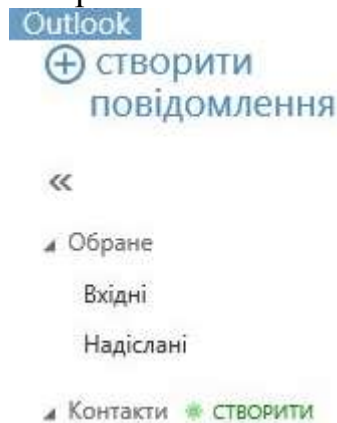 Outlook
створити
повідомлення
«
Обране
Вхідні
Надіслані
Контакти створити